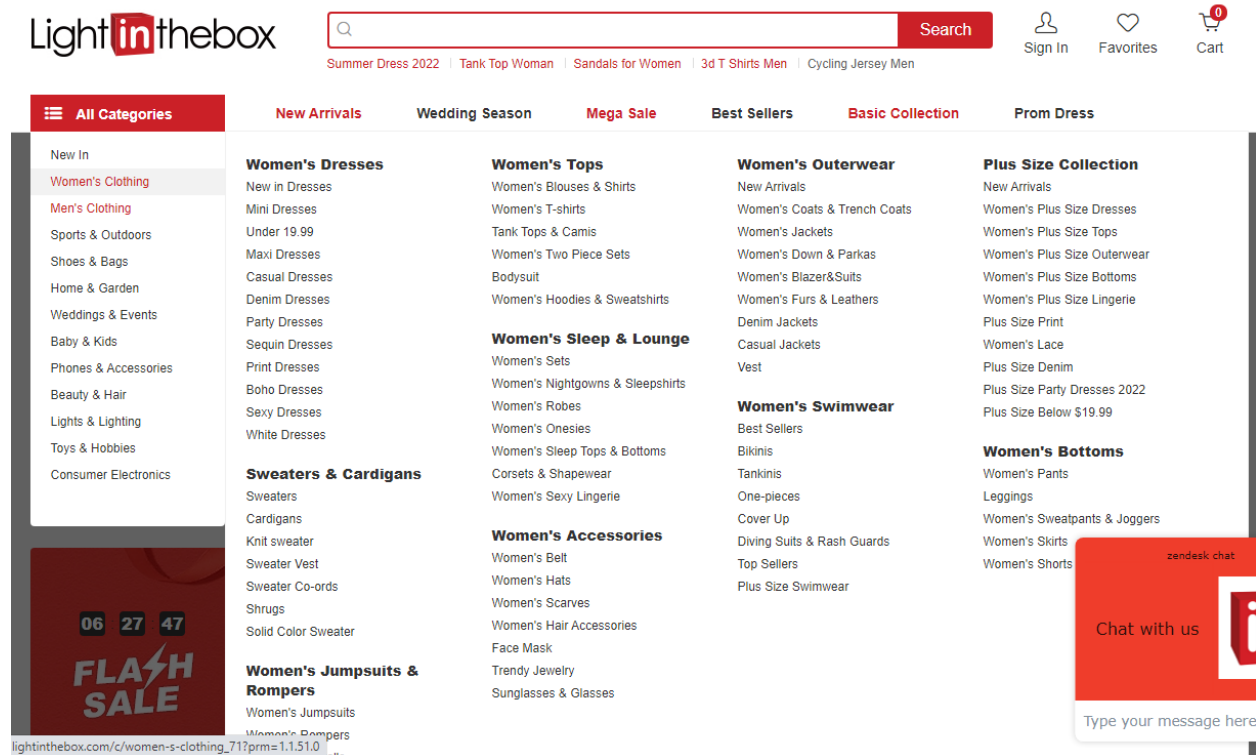 Light in the box
Search
Sign In
Favorites
0
Cart
Summer Dress 2022
Tank Top Woman
Sandals for Women
3d T Shirts Men
Cycling Jersey Men
All Categories
New Arrivals
Wedding Season
Mega Sale
Best Sellers
Basic Collection
Prom Dress
New In
Women's Clothing
Men's Clothing
Sports & Outdoors
Shoes & Bags
Home & Garden
Weddings & Events
Baby & Kids
Phones & Accessories
Beauty & Hair
Lights & Lighting
Toys & Hobbies
Consumer Electronics
06 27 47
FLASH
SALE
Women's Dresses
New in Dresses
Mini Dresses
Under 19.99
Maxi Dresses
Casual Dresses
Denim Dresses
Party Dresses
Sequin Dresses
Print Dresses
Boho Dresses
Sexy Dresses
White Dresses
Sweaters & Cardigans
Sweaters
Cardigans
Knit sweater
Sweater Vest
Sweater Co-ords
Shrugs
Solid Color Sweater
Women's Jumpsuits &
Rompers
Women's Jumpsuits
Women's Rompers
Women's Tops
Women's Blouses & Shirts
Women's T-shirts
Tank Tops & Camis
Women's Two Piece Sets
Bodysuit
Women's Hoodies & Sweatshirts
Women's Sleep & Lounge
Women's Sets
Women's Nightgowns & Sleepshirts
Women's Robes
Women's Onesies
Women's Sleep Tops & Bottoms
Corsets & Shapewear
Women's Sexy Lingerie
Women's Accessories
Women's Belt
Women's Hats
Women's Scarves
Women's Hair Accessories
Face Mask
Trendy Jewelry
Sunglasses & Glasses
Women's Outerwear
New Arrivals
Women's Coats & Trench Coats
Women's Jackets
Women's Down & Parkas
Women's Blazer&Suits
Women's Furs & Leathers
Denim Jackets
Casual Jackets
Vest
Women's Swimwear
Best Sellers
Bikinis
Tankinis
One-pieces
Cover Up
Diving Suits & Rash Guards
Top Sellers
Plus Size Swimwear
Plus Size Collection
New Arrivals
Women's Plus Size Dresses
Women's Plus Size Tops
Women's Plus Size Outerwear
Women's Plus Size Bottoms
Women's Plus Size Lingerie
Plus Size Print
Women's Lace
Plus Size Denim
Plus Size Party Dresses 2022
Plus Size Below $19.99
Women's Bottoms
Women's Pants
Leggings
Women's Sweatpants & Joggers
Women's Skirts
Women's Shorts
zendesk chat
Chat with us
Type your message here
lightinthebox.com/c/women-s-clothing_71?prm=1.1.51.0